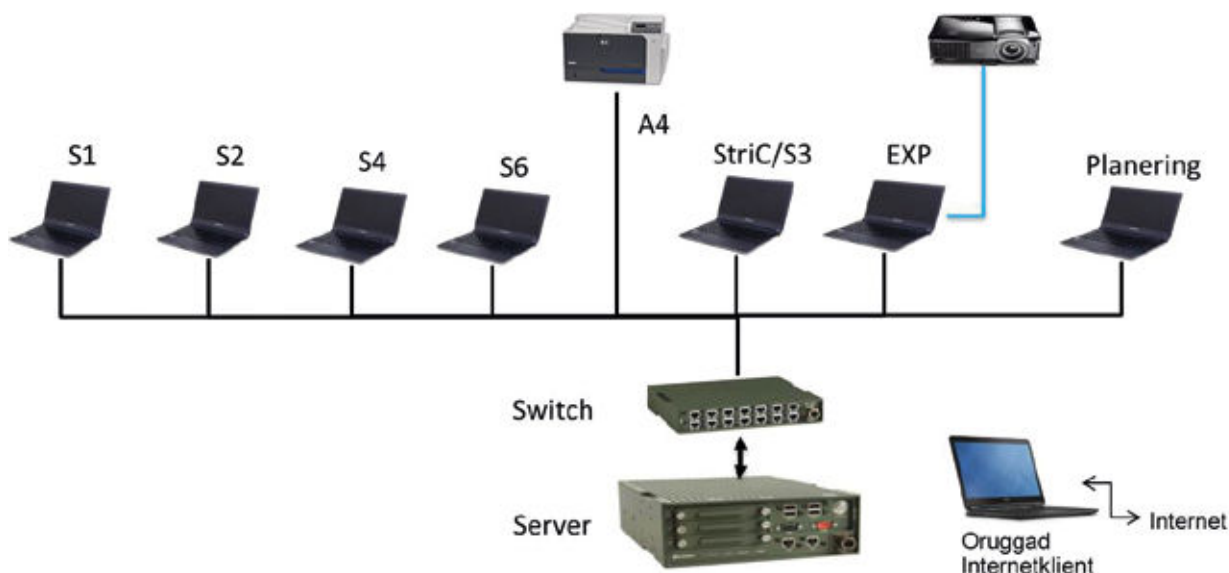 A4
S1
S2
S4
S6
StriC/S3
EXP
Planering
Switch
Server
Oruggad
Internetklient
Internet